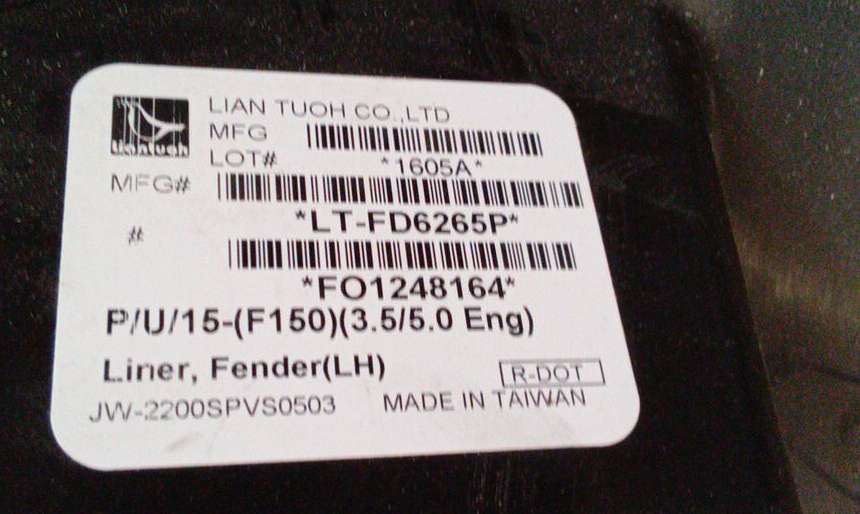 liantuoh
LIAN TUOH CO.,LTD
MFG
LOT#
*1605A*
MFG#
*LT-FD6265P*
#
*FO1248164*
P/U/15-(F150)(3.5/5.0 Eng)
Liner, Fender(LH)
R-DOT
JW-2200SPVS0503
MADE IN TAIWAN